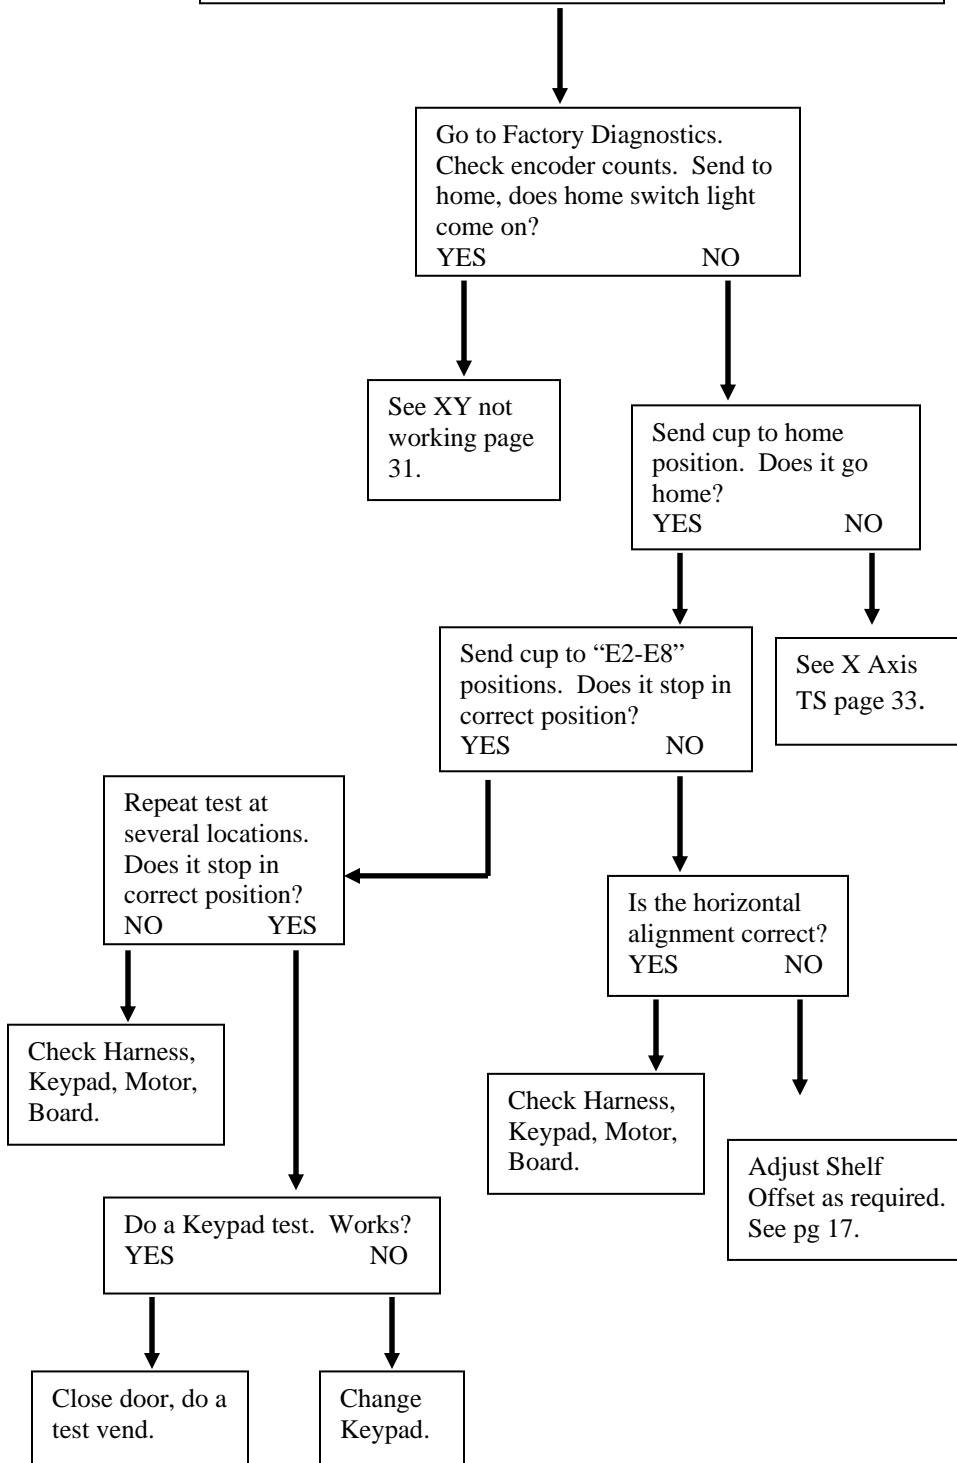 Go to Factory Diagnostics.
Check encoder counts.  Send to
home, does home switch light
come on?
YES NO
See XY not
working page
31.
Send cup to home
position.  Does it go
home?
YES NO
Send cup to “E2-E8”
positions.  Does it stop in
correct position?
YES NO
See X Axis
TS page 33.
Repeat test at
several locations.
Does it stop in
correct position?
NO YES
Is the horizontal
alignment correct?
YES NO
Check Harness,
Keypad, Motor,
Board.
Check Harness,
Keypad, Motor,
Board.
Adjust Shelf
Offset as required.
See pg 17.
Do a Keypad test.  Works?
YES NO
Close door, do a
test vend.
Change
Keypad.